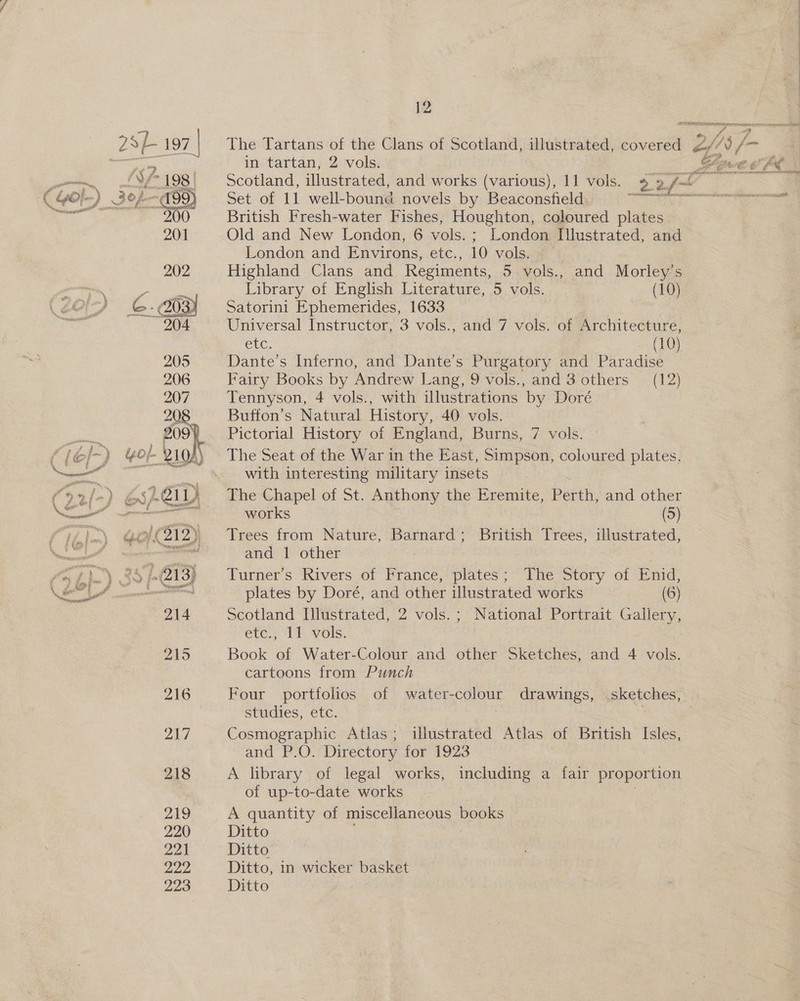 12
25/- 197 The Tartans of the Clans of Scotland, illustrated, covered
in tartan, 2 vols.
198 Scotland, illustrated, and works (various), 11 vols.
(40/-) 30/- 199 Set of 11 well-bound novels by Beaconsfield
200 British Fresh-water Fishes, Houghton, coloured plates
201 Old and New London, 6 vols. ; London Illustrated, and
London and Environs, etc., 10 vols.
202 Highland Clans and Regiments, 5 vols., and Morley's
Library of English Literature, 5 vols. (10)
(20/-) 203 Satorini Ephemerides, 1633
204 Universal Instructor, 3 vols., and 7 vols. of Architecture,
etc. (10)
205 Dante's Inferno, and Dante's Purgatory and Paradise
206 Fairy Books by Andrew Lang, 9 vols., and 3 others (12)
207 Tennyson, 4 vols., with illustrations by Doré
208 Buffon's Natural History, 40 vols.
209 Pictorial History of England, Burns, 7 vols.
(16/-) 40/- 210 The Seat of the War in the East, Simpson, coloured plates,
with interesting military insets
(22/-) 211 The Chapel of St. Anthony the Eremite, Perth, and other
works (5)
(16/-) 212 Trees from Nature, Barnard ; British Trees, illustrated,
and 1 other
35/- 213 Turner's Rivers of France, plates ; The Story of Enid,
plates by Doré, and other illustrated works (6)
214 Scotland Illustrated, 2 vols. ; National Portrait Gallery,
etc., 11 vols.
215 Book of Water-Colour and other Sketches, and 4 vols.
cartoons from Punch
216 Four portfolios of water-colour drawings, sketches,
studies, etc.
217 Cosmographic Atlas ; illustrated Atlas of British Isles,
and P.O. Directory for 1923
218 A library of legal works, including a fair proportion
of up-to-date works
219 A quantity of miscellaneous books
220 Ditto
221 Ditto
222 Ditto, in wicker basket
223 Ditto